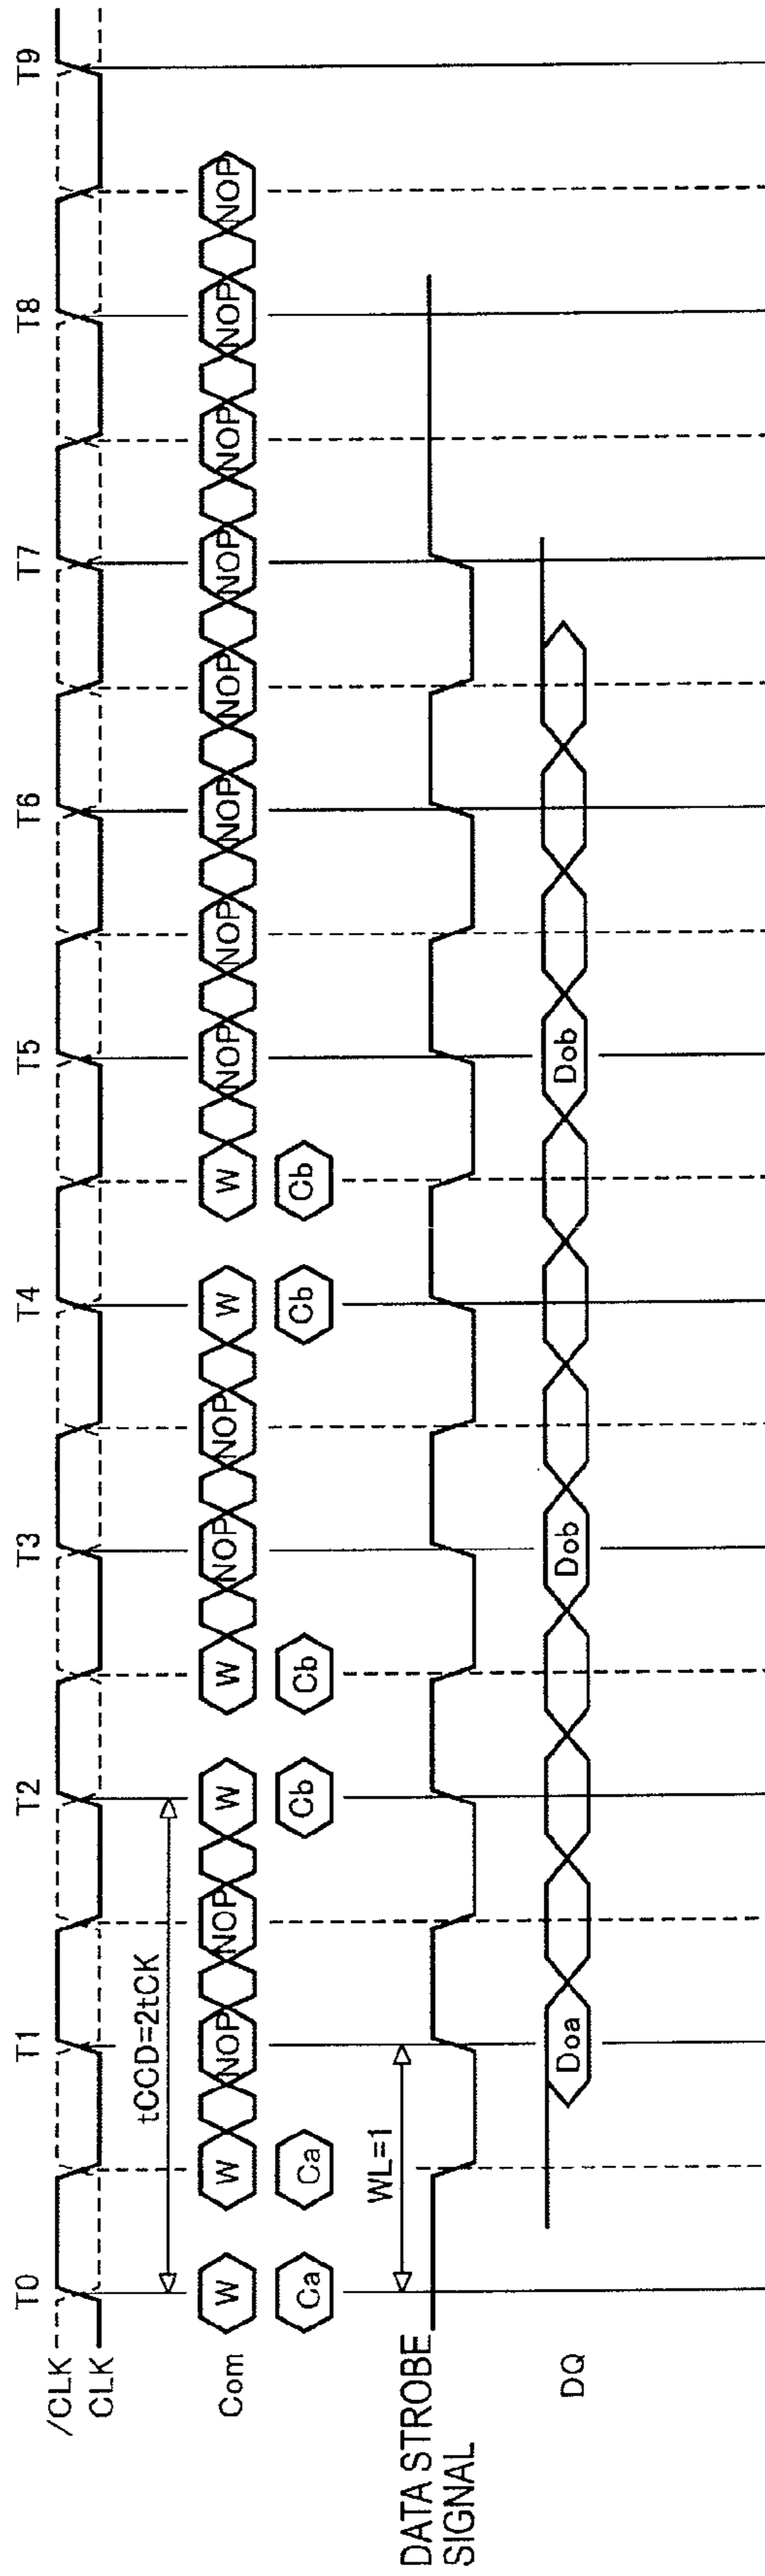 T0 T1 T2 T3 T4 T5 T6 T7 T8 T9
/CLK
CLK
tCCD=2tCK
Com W W NOP NOP W W NOP NOP W W NOP NOP NOP NOP NOP NOP NOP NOP
Ca Ca Cb Cb Cb Cb
WL=1
DATA STROBE
SIGNAL
DQ Doa Dob Dob